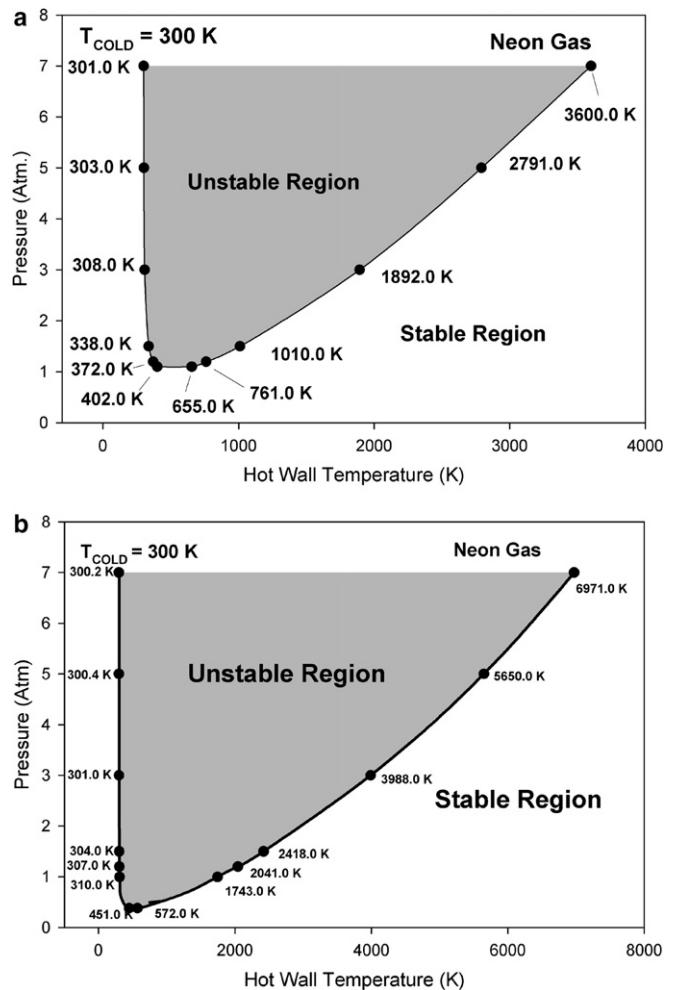 a
8
T_COLD = 300 K
Neon Gas
301.0 K
7
3600.0 K
6
303.0 K
5
2791.0 K
Unstable Region
4
Pressure (Atm.)
308.0 K
3
1892.0 K
2
Stable Region
338.0 K
1010.0 K
372.0 K
1
761.0 K
402.0 K
655.0 K
0
0 1000 2000 3000 4000
Hot Wall Temperature (K)
b
8
T_COLD = 300 K
Neon Gas
300.2 K
7
6971.0 K
6
300.4 K
5
5650.0 K
Unstable Region
4
Pressure (Atm)
301.0 K
3
3988.0 K
Stable Region
2
304.0 K
2418.0 K
307.0 K
2041.0 K
1
310.0 K
1743.0 K
451.0 K
572.0 K
0
0 2000 4000 6000 8000
Hot Wall Temperature (K)